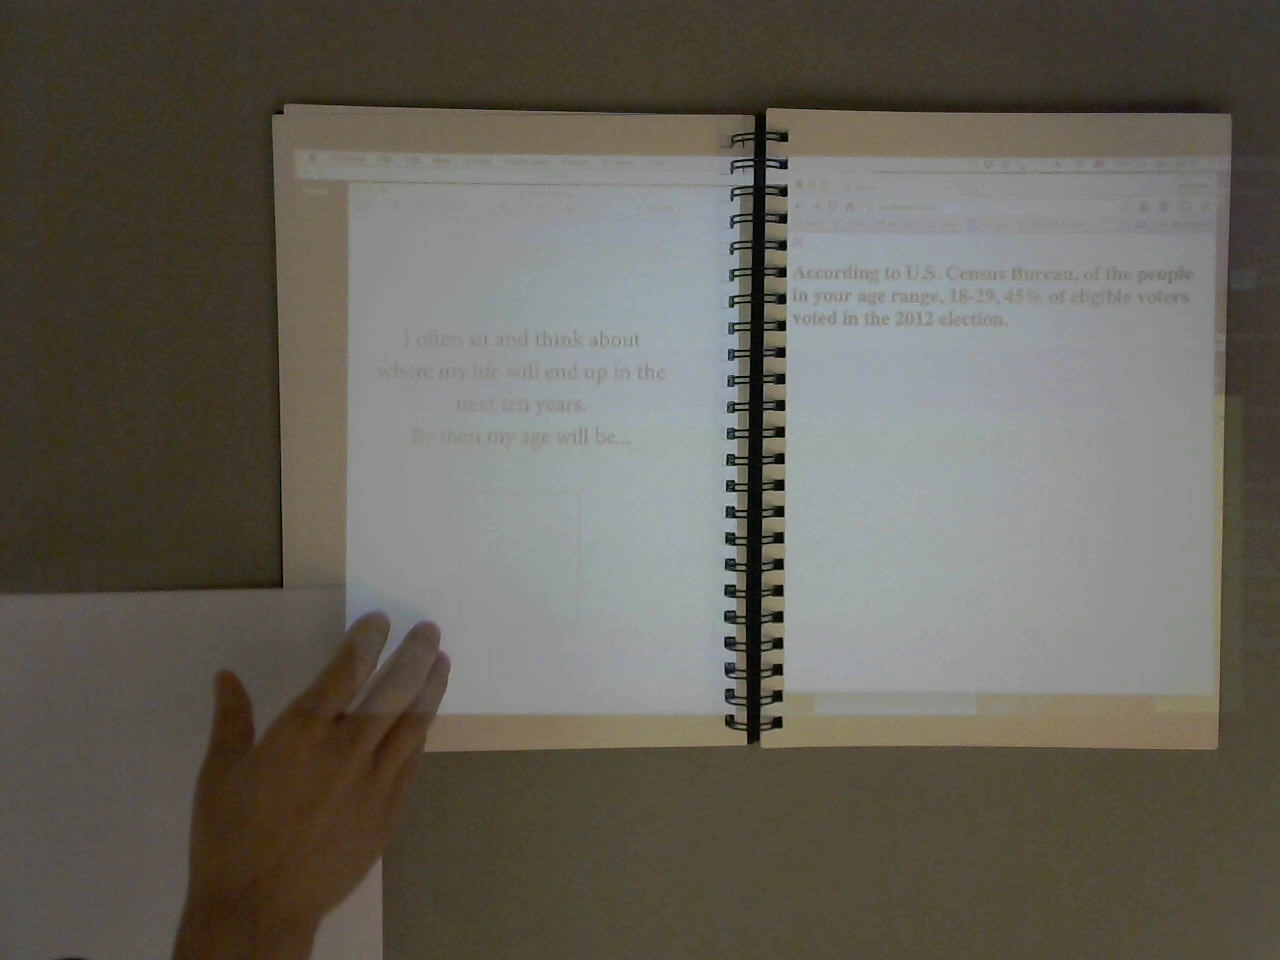 I often sit and think about
where my life will end up in the
next ten years.
By then my age will be...
According to U.S. Census Bureau, of the people
in your age range, 18-29, 45% of eligible voters
voted in the 2012 election.